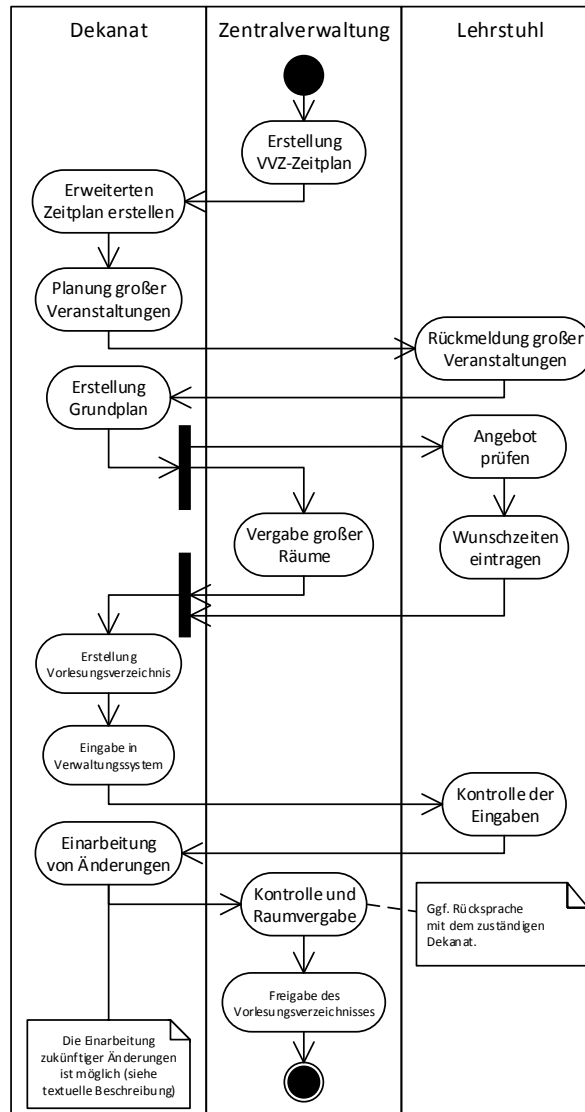 Dekanat
Zentralverwaltung
Lehrstuhl
Erstellung
VVZ-Zeitplan
Erweiterten
Zeitplan erstellen
Planung großer
Veranstaltungen
Rückmeldung großer
Veranstaltungen
Erstellung
Grundplan
Angebot
prüfen
Vergabe großer
Räume
Wunschzeiten
eintragen
Erstellung
Vorlesungsverzeichnis
Eingabe in
Verwaltungssystem
Kontrolle der
Eingaben
Einarbeitung
von Änderungen
Kontrolle und
Raumvergabe
Ggf. Rücksprache
mit dem zuständigen
Dekanat.
Freigabe des
Vorlesungsverzeichnisses
Die Einarbeitung
zukünftiger Änderungen
ist möglich (siehe
textuelle Beschreibung)